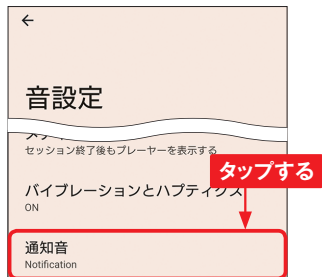 音設定
セッション終了後もプレーヤーを表示する
タップする
バイブレーションとハプティクス
ON
通知音
Notification